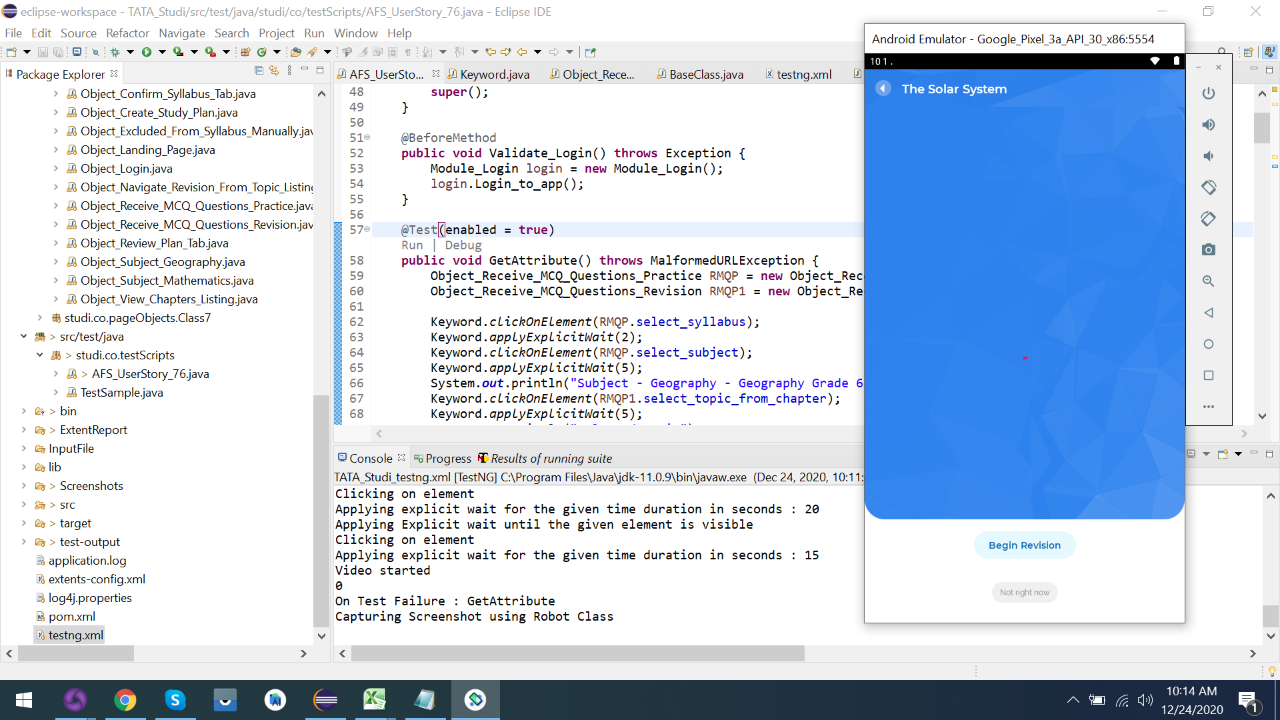 eclipse-workspace - TATA_Studi/src/test/java/studi/co/testScripts/AFS_UserStory_76.java - Eclipse IDE
File Edit Source Refactor Navigate Search Project Run Window Help
Package Explorer
Object_Confirm_Syllabus_Tab.java
Object_Create_Study_Plan.java
Object_Excluded_From_Syllabus_Manually.jav
Object_Landing_Page.java
Object_Login.java
Object_Navigate_Revision_From_Topic_Listing
Object_Receive_MCQ_Questions_Practice.java
Object_Receive_MCQ_Questions_Revision.java
Object_Review_Plan_Tab.java
Object_Subject_Geography.java
Object_Subject_Mathematics.java
Object_View_Chapters_Listing.java
studi.co.pageObjects.Class7
> src/test/java
> studi.co.testScripts
> AFS_UserStory_76.java
TestSample.java
> bin
> ExtentReport
InputFile
> lib
> Screenshots
> src
> target
> test-output
application.log
extents-config.xml
log4j.properties
pom.xml
testng.xml
AFS_UserSto... Keyword.java Object_Rece... BaseClass.java testng.xml
48 super();
49 }
50
51 @BeforeMethod
52 public void Validate_Login() throws Exception {
53 Module_Login login = new Module_Login();
54 login.Login_to_app();
55 }
56
57 @Test(enabled = true)
Run | Debug
58 public void GetAttribute() throws MalformedURLException {
59 Object_Receive_MCQ_Questions_Practice RMQP = new Object_Rec
60 Object_Receive_MCQ_Questions_Revision RMQP1 = new Object_Re
61
62 Keyword.clickOnElement(RMQP.select_syllabus);
63 Keyword.applyExplicitWait(2);
64 Keyword.clickOnElement(RMQP.select_subject);
65 Keyword.applyExplicitWait(5);
66 System.out.println("Subject - Geography - Geography Grade 6
67 Keyword.clickOnElement(RMQP1.select_topic_from_chapter);
68 Keyword.applyExplicitWait(5);
Console Progress Results of running suite
TATA_Studi_testng.xml [TestNG] C:\Program Files\Java\jdk-11.0.9\bin\javaw.exe (Dec 24, 2020, 10:11:
Clicking on element
Applying explicit wait for the given time duration in seconds : 20
Applying Explicit wait until the given element is visible
Clicking on element
Applying explicit wait for the given time duration in seconds : 15
Video started
0
On Test Failure : GetAttribute
Capturing Screenshot using Robot Class
Android Emulator - Google_Pixel_3a_API_30_x86:5554
The Solar System
Begin Revision
Not right now
10:14 AM
12/24/2020
1